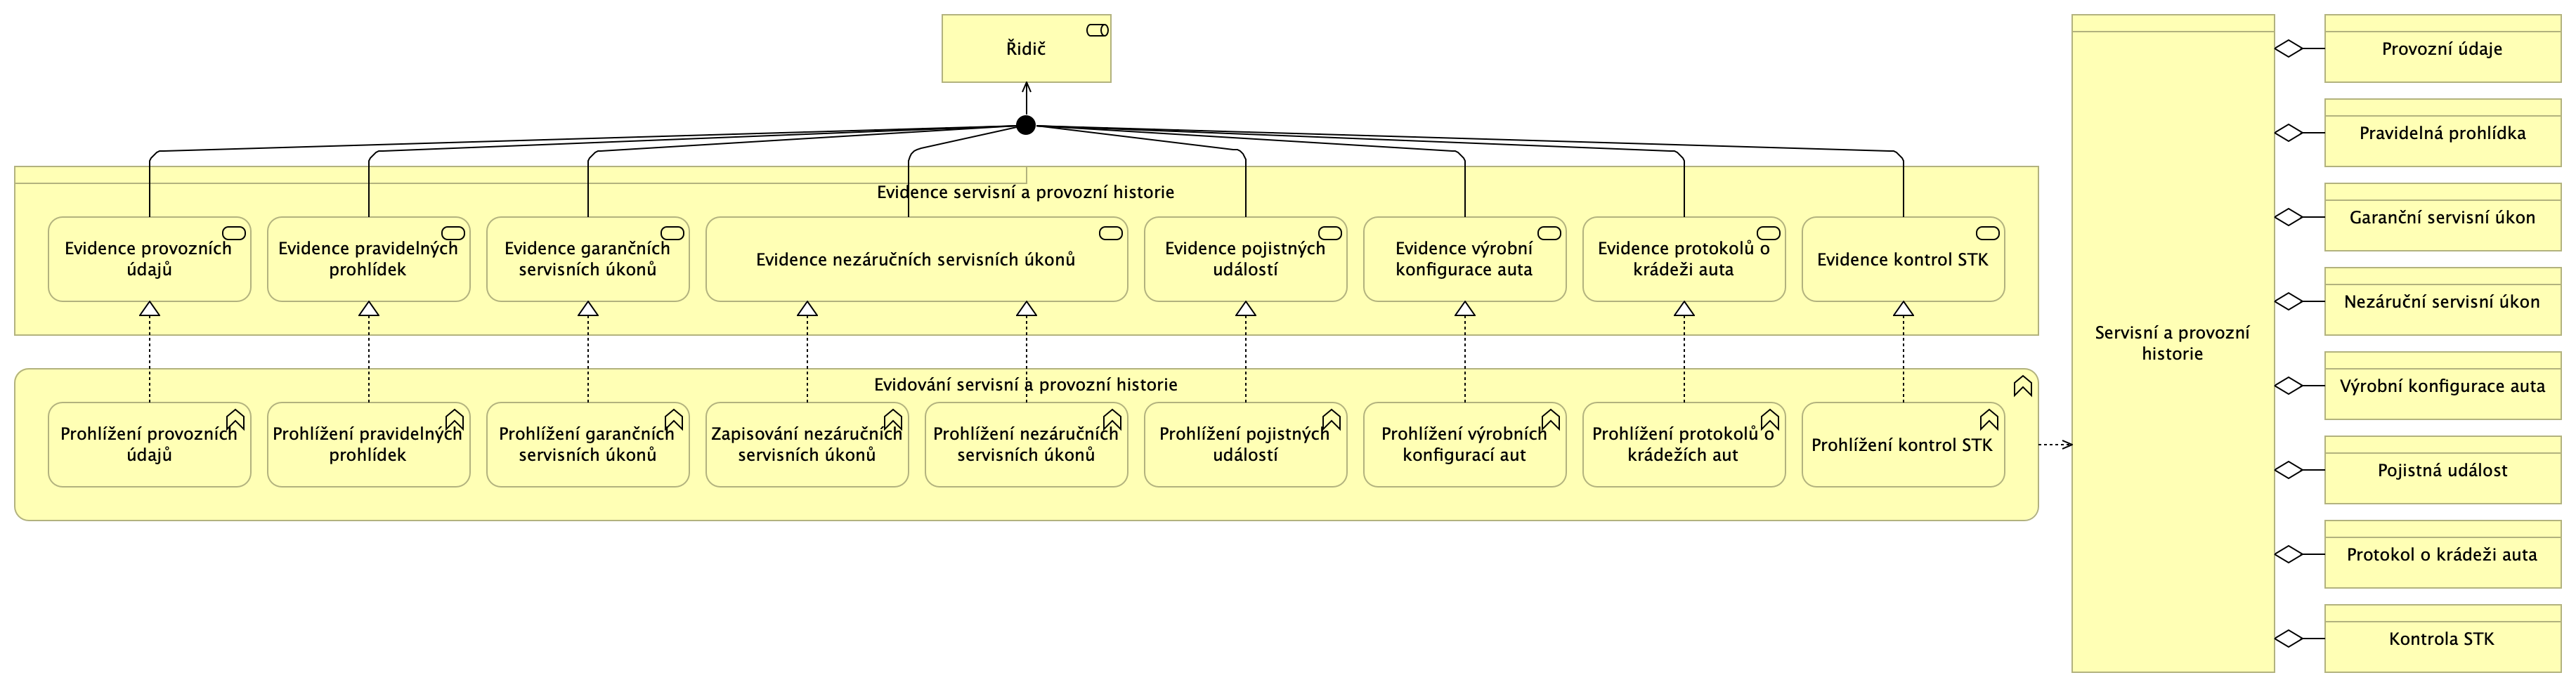 Řidič
Evidence servisní a provozní historie
Evidence provozních
údajů
Evidence pravidelných
prohlídek
Evidence garančních
servisních úkonů
Evidence nezáručních servisních úkonů
Evidence pojistných
událostí
Evidence výrobní
konfigurace auta
Evidence protokolů o
krádeži auta
Evidence kontrol STK
Evidování servisní a provozní historie
Prohlížení provozních
údajů
Prohlížení pravidelných
prohlídek
Prohlížení garančních
servisních úkonů
Zapisování nezáručních
servisních úkonů
Prohlížení nezáručních
servisních úkonů
Prohlížení pojistných
událostí
Prohlížení výrobních
konfigurací aut
Prohlížení protokolů o
krádežích aut
Prohlížení kontrol STK
Servisní a provozní
historie
Provozní údaje
Pravidelná prohlídka
Garanční servisní úkon
Nezáruční servisní úkon
Výrobní konfigurace auta
Pojistná událost
Protokol o krádeži auta
Kontrola STK